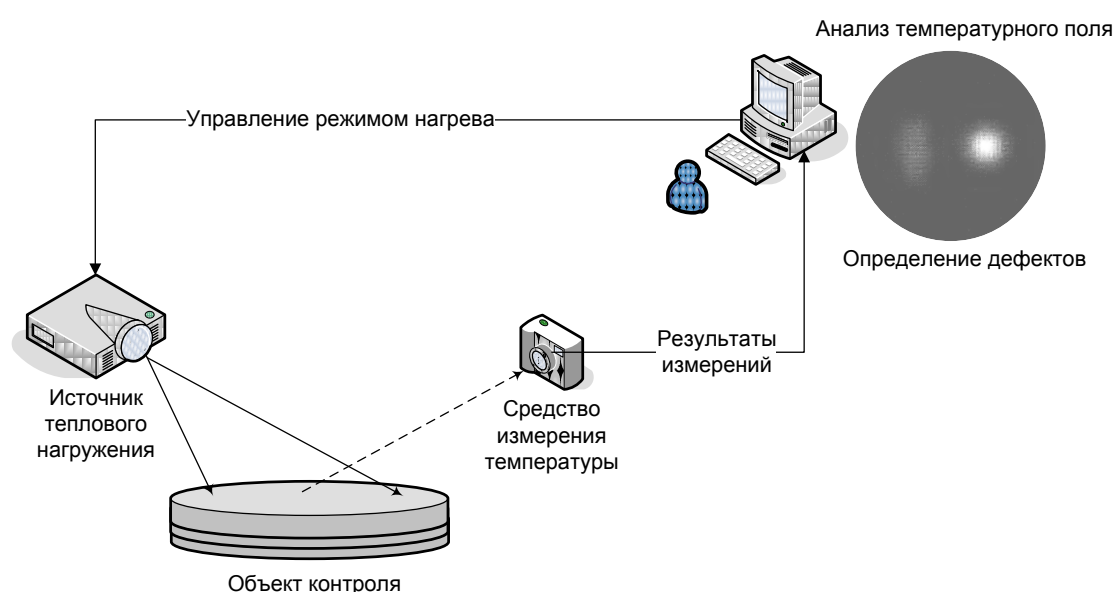 Анализ температурного поля
Управление режимом нагрева
Определение дефектов
Результаты
измерений
Источник
теплового
нагружения
Средство
измерения
температуры
Объект контроля